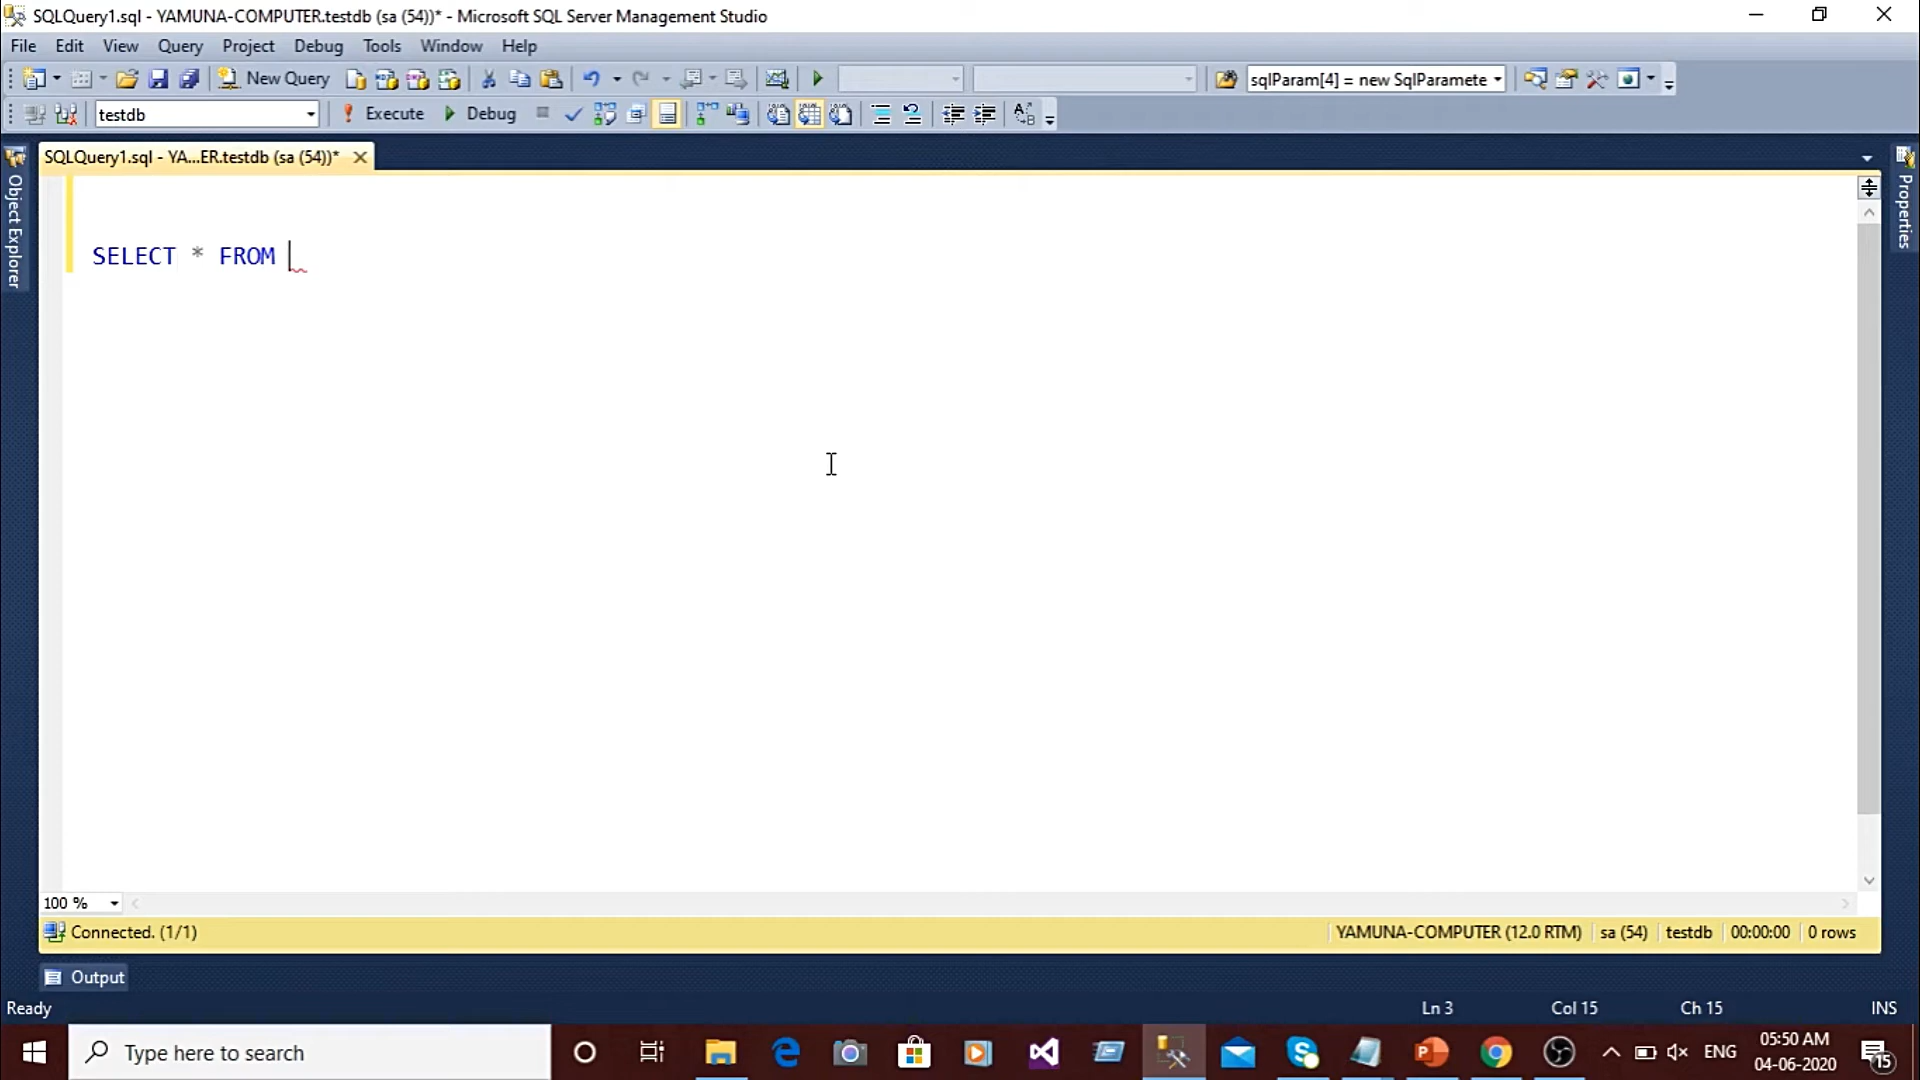 SQLQuery1.sql - YAMUNA-COMPUTER.testdb (sa (54))* - Microsoft SQL Server Management Studio
File Edit View Query Project Debug Tools Window Help
New Query sqlParam[4] = new SqlParamete
testdb Execute Debug
SQLQuery1.sql - YA...ER.testdb (sa (54))*
Object Explorer
Properties
SELECT * FROM
100 %
Connected. (1/1) YAMUNA-COMPUTER (12.0 RTM) sa (54) testdb 00:00:00 0 rows
Output
Ready Ln 3 Col 15 Ch 15 INS
Type here to search ENG 05:50 AM
04-06-2020 15